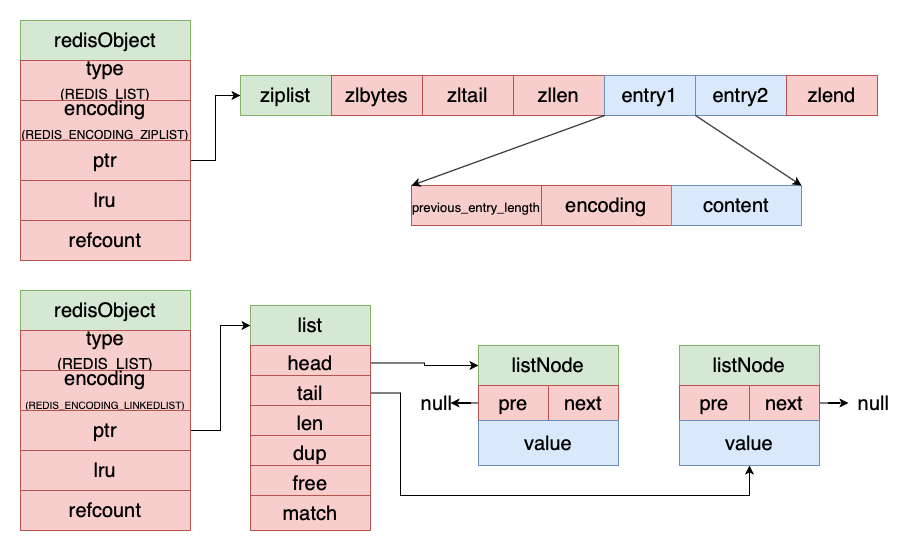 redisObject
type
(REDIS_LIST)
encoding
(REDIS_ENCODING_ZIPLIST)
ptr
lru
refcount
ziplist zlbytes zltail zllen entry1 entry2 zlend
previous_entry_length encoding content
redisObject
type
(REDIS_LIST)
encoding
(REDIS_ENCODING_LINKEDLIST)
ptr
lru
refcount
list
head
tail
len
dup
free
match
listNode
null pre next
value
listNode
pre next null
value